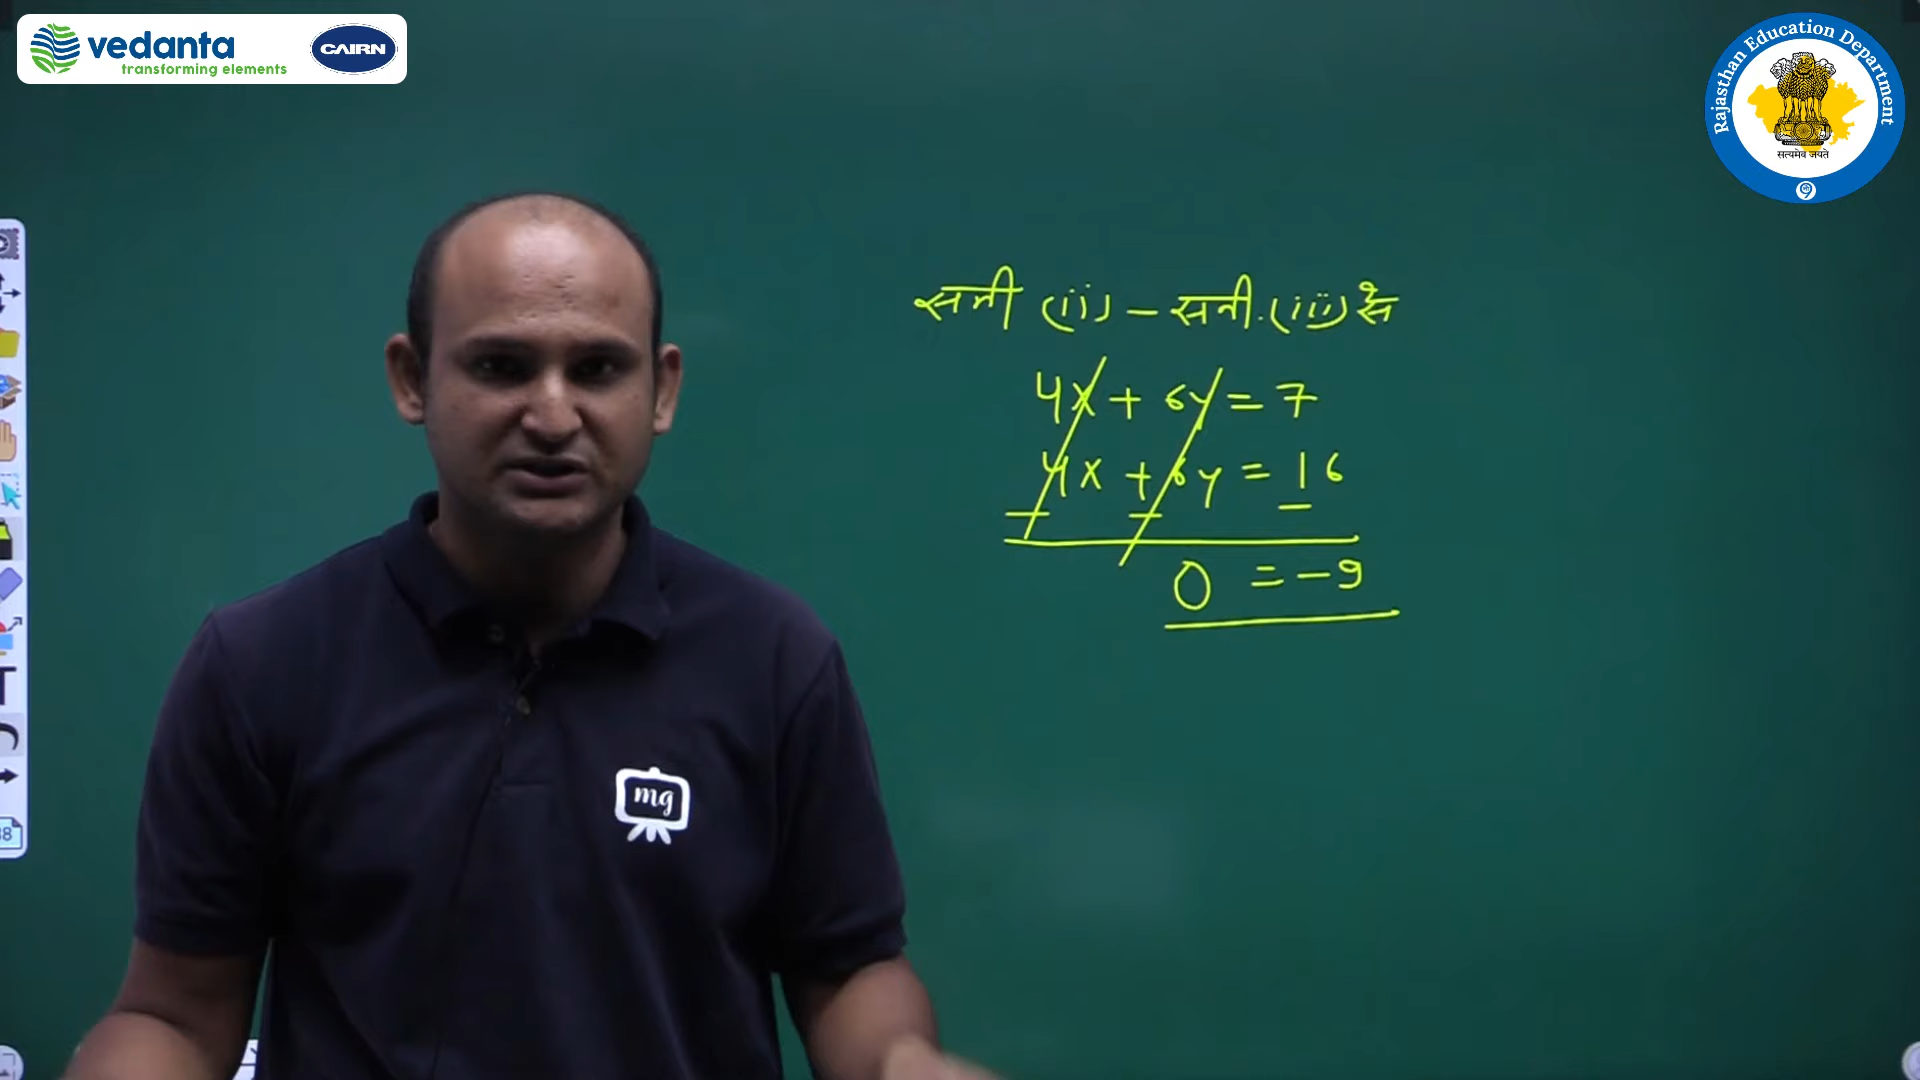 vedanta
transforming elements
CAIRN
Rajasthan Education Department
सत्यमेव जयते
समी (ii) - समी. (iii) से
4x + 6y = 7
4x + 6y = 16
0 = -9
mg
T
38